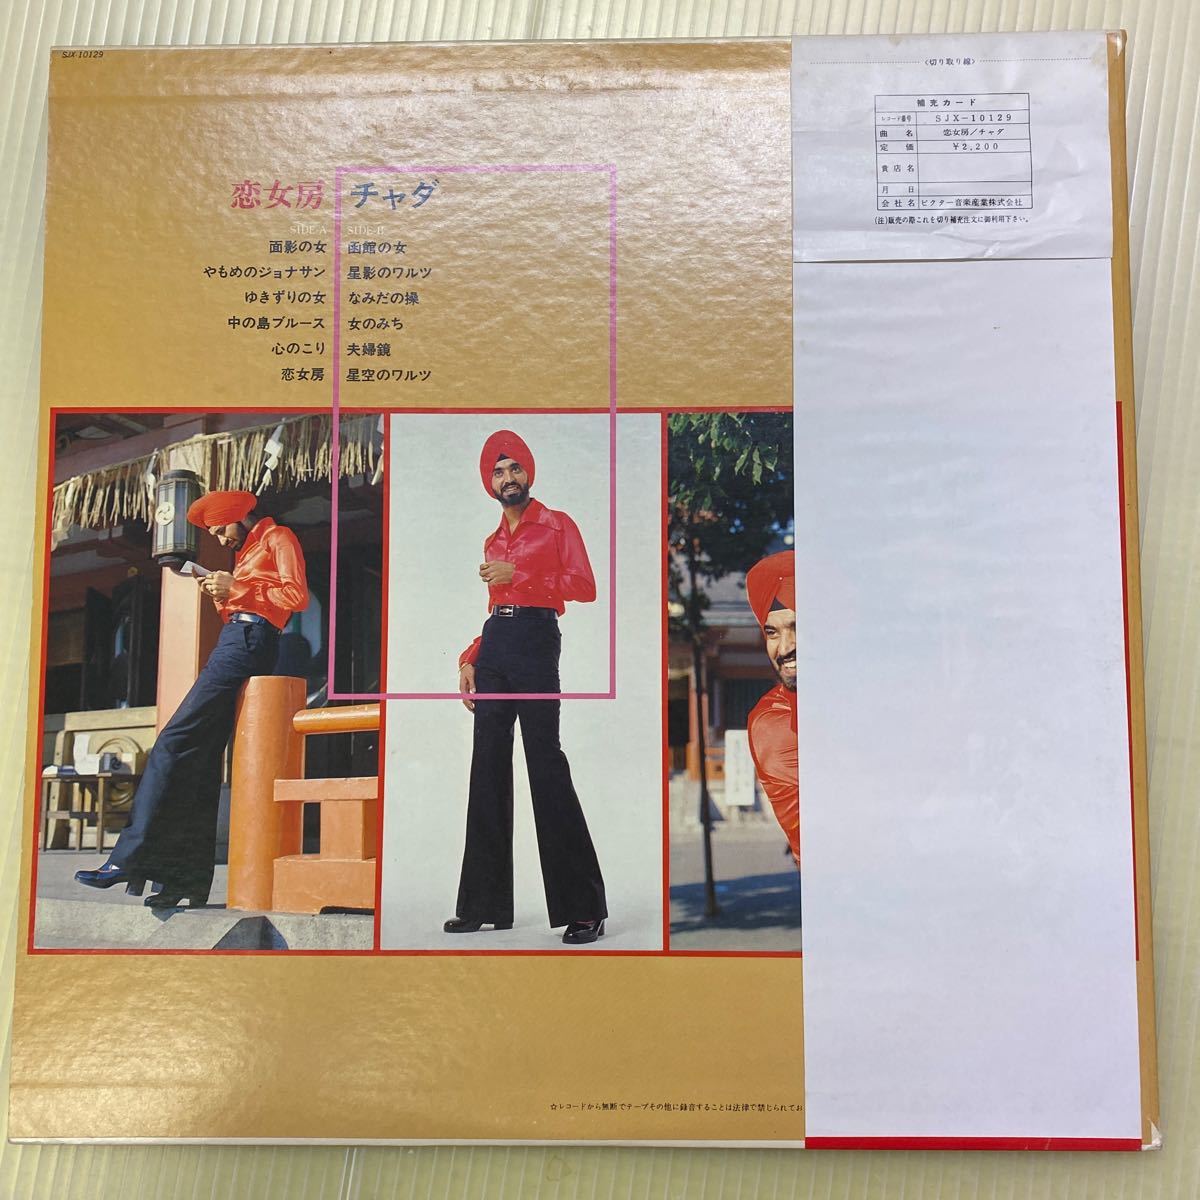 SJX-10129
〈切り取り線〉
補充カード
レコード番号 SJX-10129
曲名 恋女房/チャダ
定価 ¥2,200
貴店名
月日
会社名 ビクター音楽産業株式会社
(注)販売の際これを切り補充注文に御利用下さい。
恋女房 チャダ
SIDE-A
面影の女
やもめのジョナサン
ゆきずりの女
中の島ブルース
心のこり
恋女房
SIDE-B
函館の女
星影のワルツ
なみだの操
女のみち
夫婦鏡
星空のワルツ
☆レコードから無断でテープその他に録音することは法律で禁じられてお